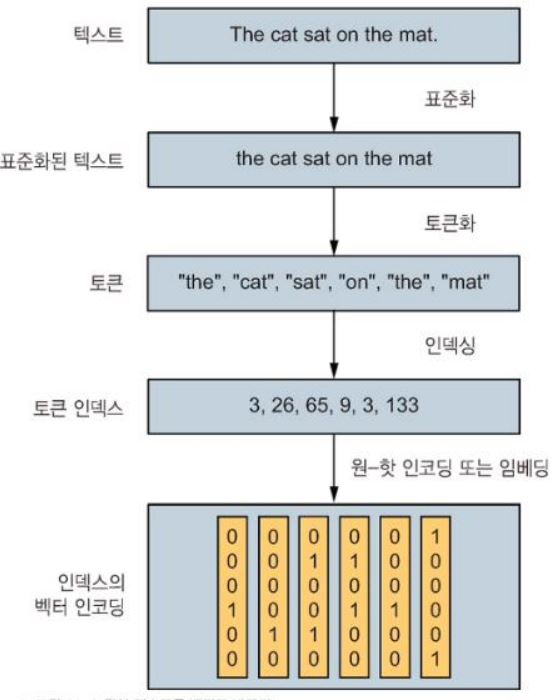 텍스트
The cat sat on the mat.
표준화
표준화된 텍스트
the cat sat on the mat
토큰화
토큰
"the", "cat", "sat", "on", "the", "mat"
인덱싱
토큰 인덱스
3, 26, 65, 9, 3, 133
원-핫 인코딩 또는 임베딩
인덱스의
벡터 인코딩
0 0 0 0 0 1
0 0 1 1 0 0
0 0 0 0 0 0
1 0 0 1 1 0
0 1 1 0 0 0
0 0 0 0 0 1